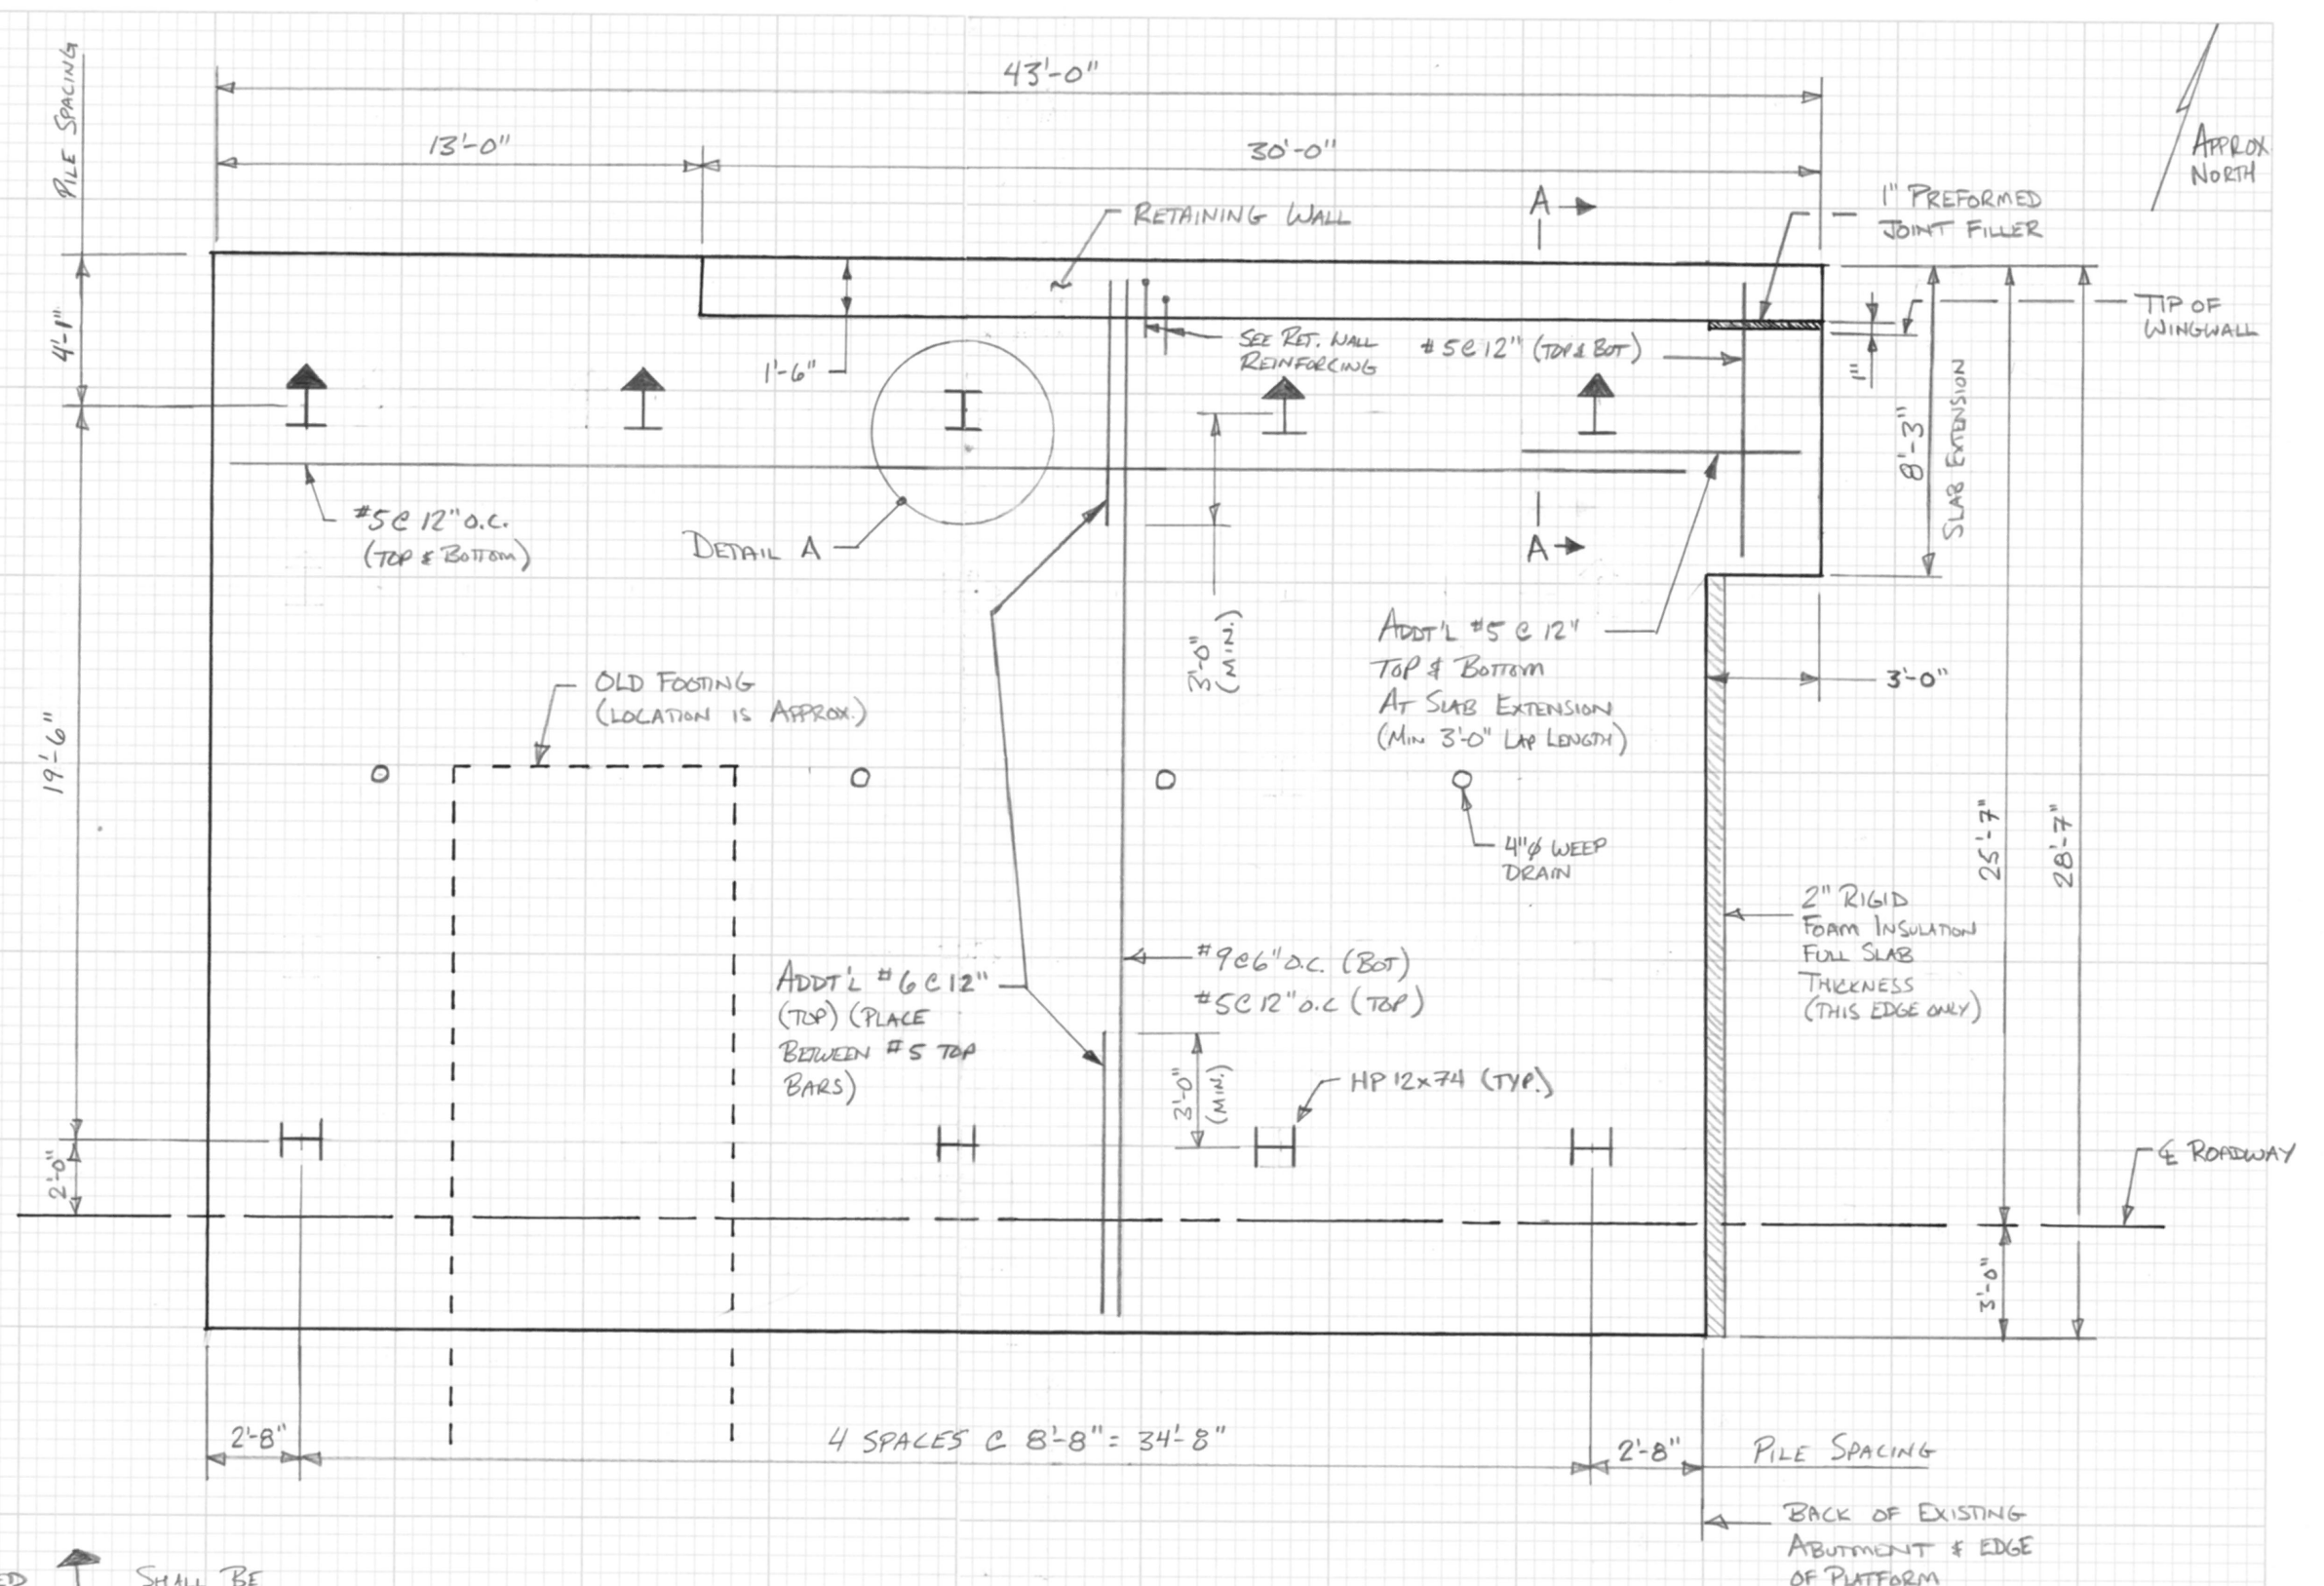 43'-0"
13'-0"
30'-0"
PILE SPACING
APPROX
NORTH
A
RETAINING WALL
1" PREFORMED
JOINT FILLER
TIP OF
WINGWALL
4'-1"
1'-6"
SEE RET. WALL
REINFORCING
#5@12" (TOP & BOT)
1"
8'-3"
SLAB EXTENSION
#5@12" O.C.
(TOP & BOTTOM)
DETAIL A
A
3'-0"
(MIN.)
ADDT'L #5 @ 12"
TOP & BOTTOM
AT SLAB EXTENSION
(MIN 3'-0" LAP LENGTH)
3'-0"
OLD FOOTING
(LOCATION IS APPROX.)
19'-6"
4"ø WEEP
DRAIN
25'-7"
28'-7"
2" RIGID
FOAM INSULATION
FULL SLAB
THICKNESS
(THIS EDGE ONLY)
ADDT'L #6@12"
(TOP) (PLACE
BETWEEN #5 TOP
BARS)
#9@6" O.C. (BOT)
#5@12" O.C (TOP)
3'-0"
(MIN.)
HP 12x74 (TYP.)
2'-0"
℄ ROADWAY
3'-0"
2'-8"
4 SPACES @ 8'-8" = 34'-8"
2'-8"
PILE SPACING
BACK OF EXISTING
ABUTMENT & EDGE
OF PLATFORM
SHALL BE